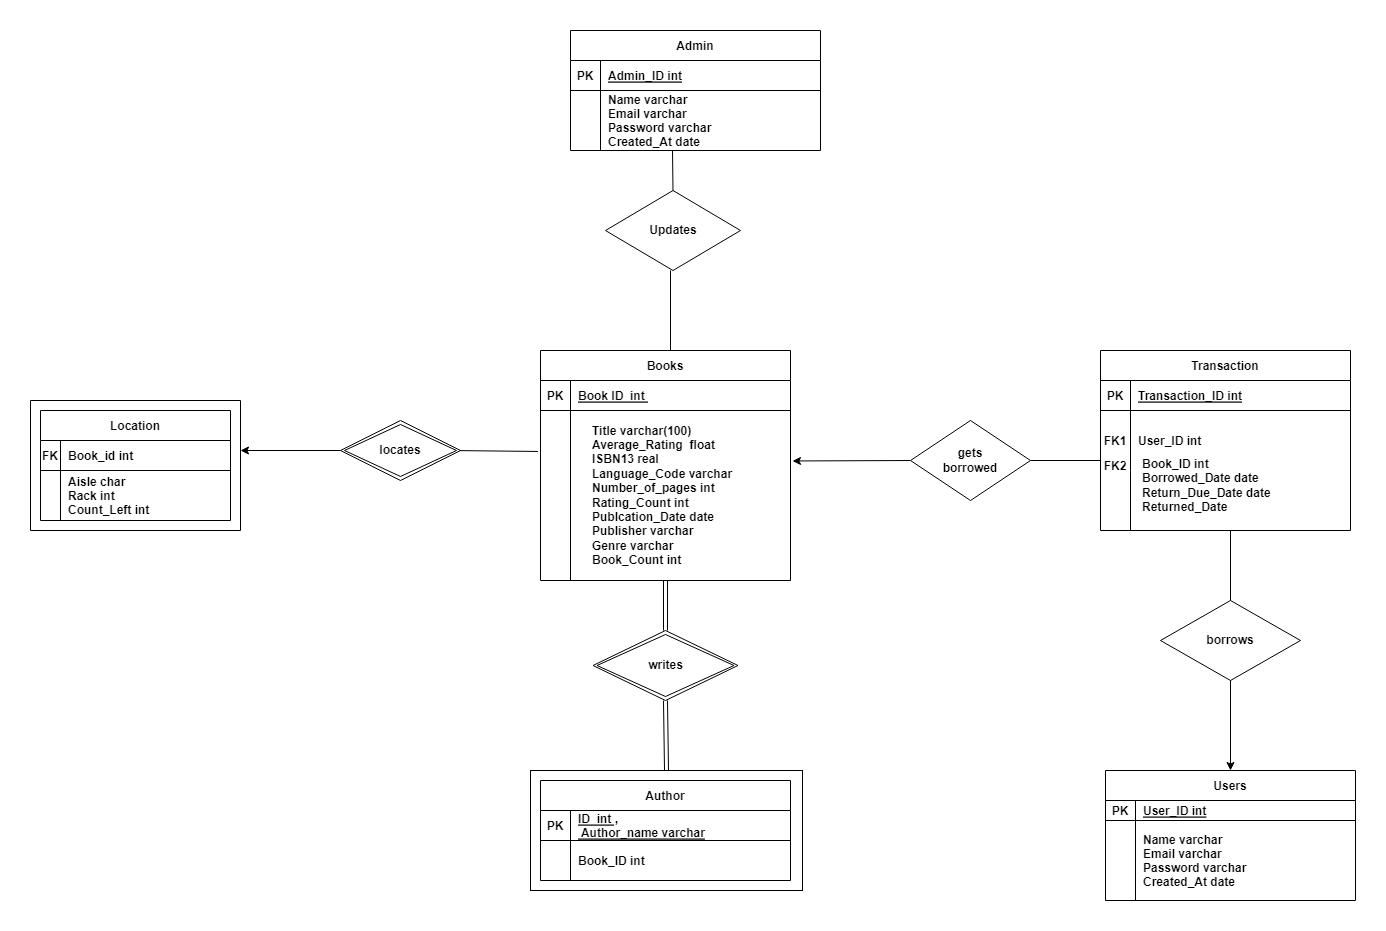 Admin
PK Admin_ID int
Name varchar
Email varchar
Password varchar
Created_At date
Updates
Books
PK Book ID int
Title varchar(100)
Average_Rating float
ISBN13 real
Language_Code varchar
Number_of_pages int
Rating_Count int
Publcation_Date date
Publisher varchar
Genre varchar
Book_Count int
locates
Location
FK Book_id int
Aisle char
Rack int
Count_Left int
gets
borrowed
Transaction
PK Transaction_ID int
FK1 User_ID int
FK2 Book_ID int
Borrowed_Date date
Return_Due_Date date
Returned_Date
writes
borrows
Author
PK ID int ,
Author_name varchar
Book_ID int
Users
PK User_ID int
Name varchar
Email varchar
Password varchar
Created_At date